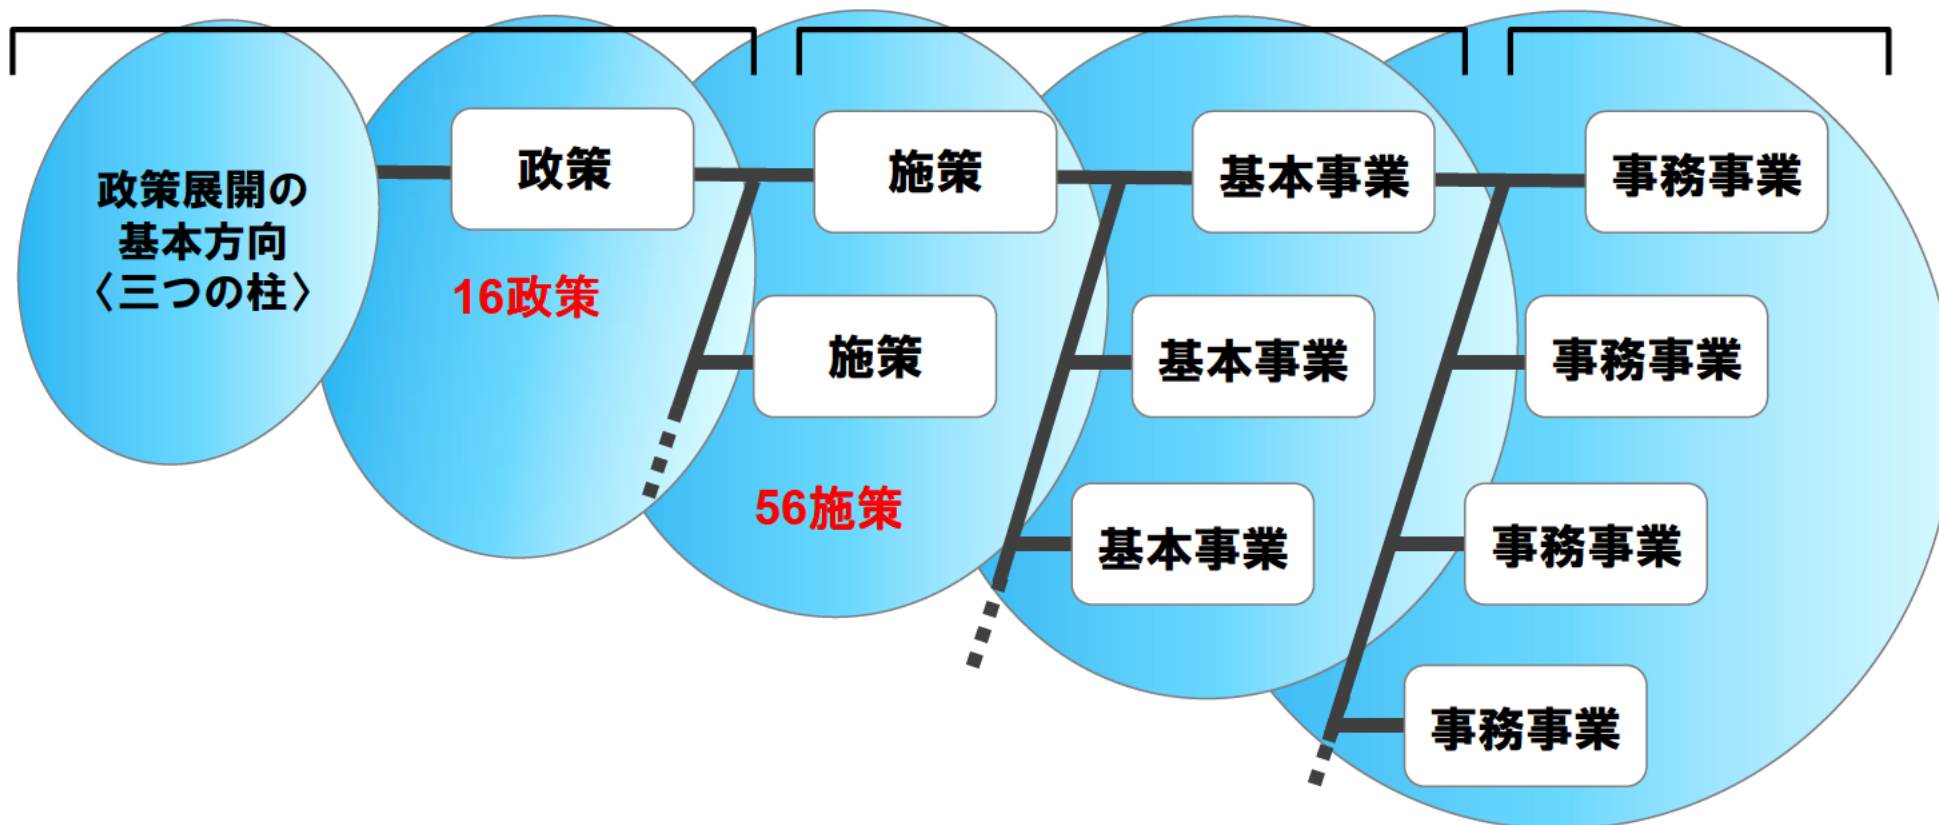 政策展開の
基本方向
〈三つの柱〉
政策
16政策
施策
施策
56施策
基本事業
基本事業
基本事業
事務事業
事務事業
事務事業
事務事業